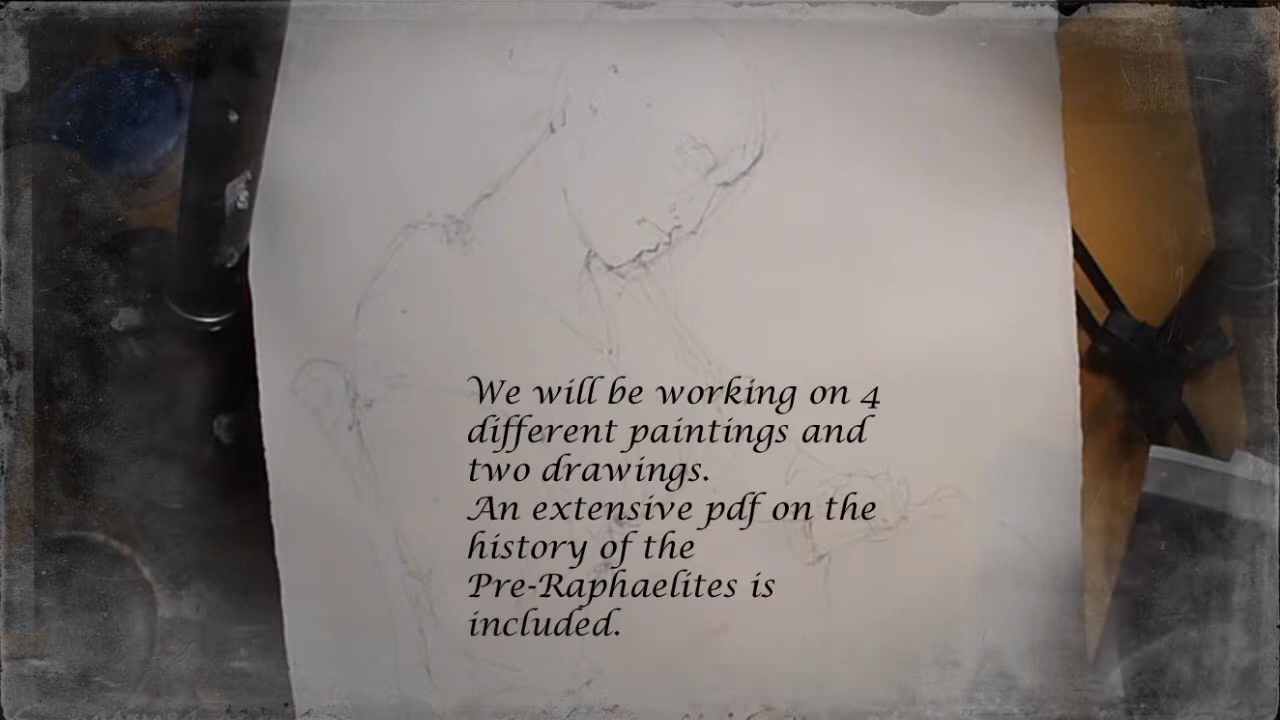 We will be working on 4
different paintings and
two drawings.
An extensive pdf on the
history of the
Pre-Raphaelites is
included.